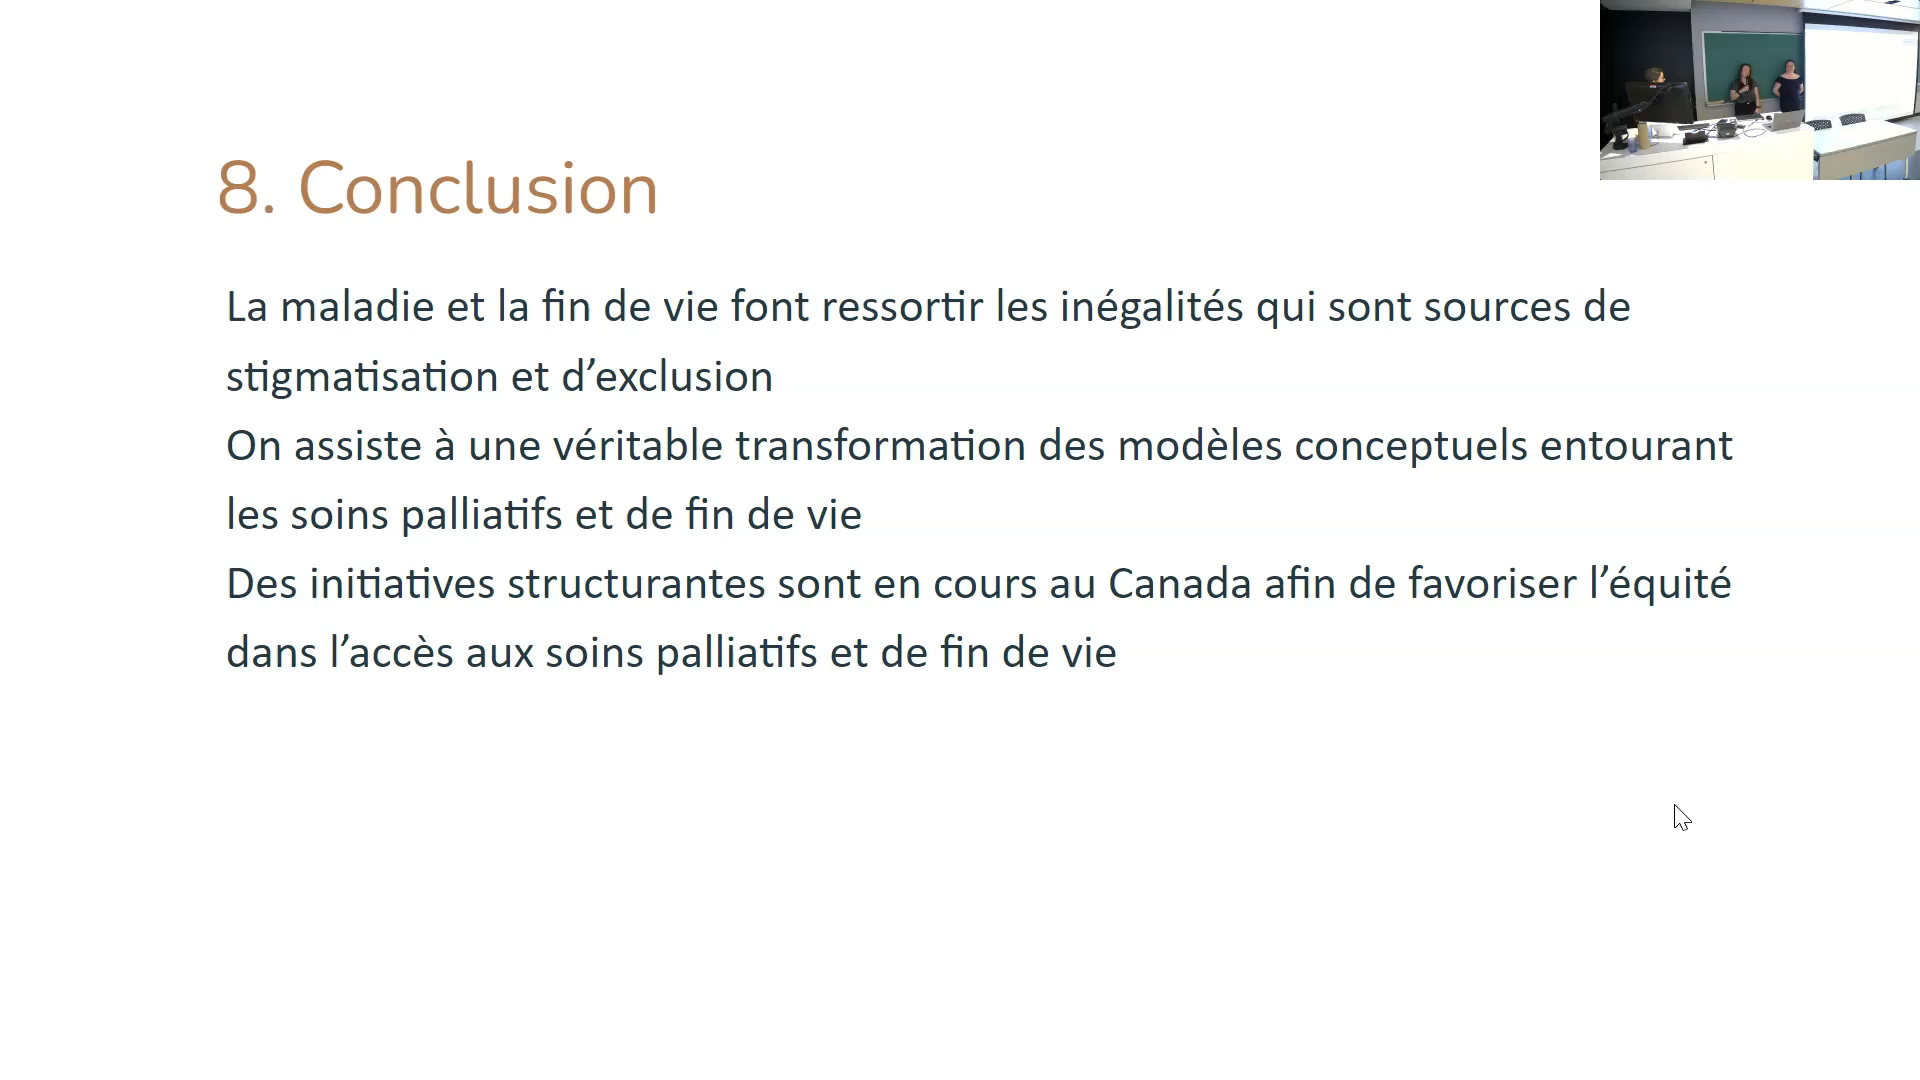 8. Conclusion
La maladie et la fin de vie font ressortir les inégalités qui sont sources de
stigmatisation et d’exclusion
On assiste à une véritable transformation des modèles conceptuels entourant
les soins palliatifs et de fin de vie
Des initiatives structurantes sont en cours au Canada afin de favoriser l’équité
dans l’accès aux soins palliatifs et de fin de vie